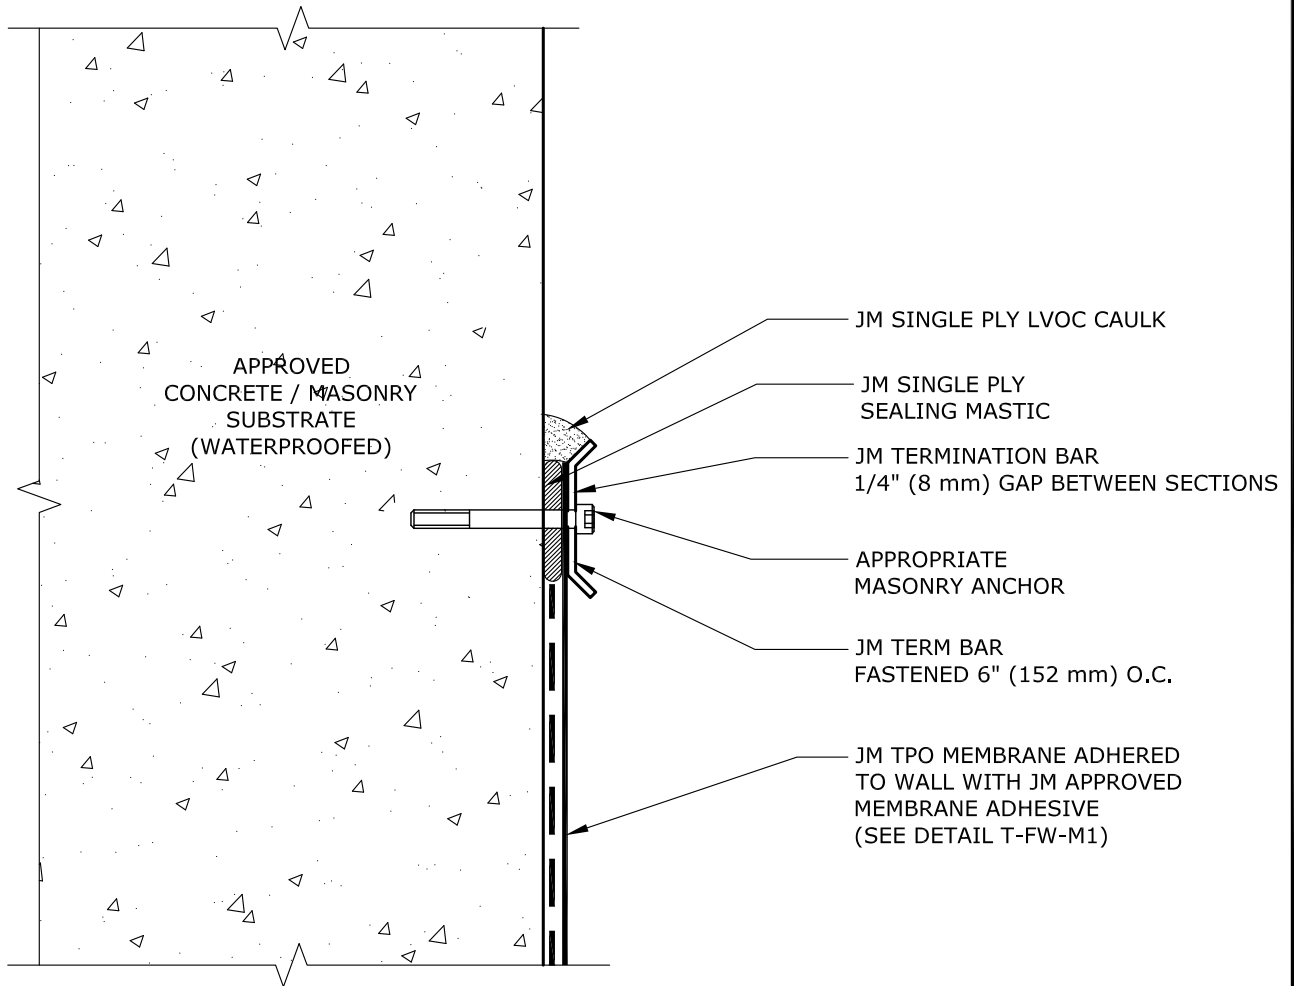 APPROVED
CONCRETE / MASONRY
SUBSTRATE
(WATERPROOFED)
JM SINGLE PLY LVOC CAULK
JM SINGLE PLY
SEALING MASTIC
JM TERMINATION BAR
1/4" (8 mm) GAP BETWEEN SECTIONS
APPROPRIATE
MASONRY ANCHOR
JM TERM BAR
FASTENED 6" (152 mm) O.C.
JM TPO MEMBRANE ADHERED
TO WALL WITH JM APPROVED
MEMBRANE ADHESIVE
(SEE DETAIL T-FW-M1)